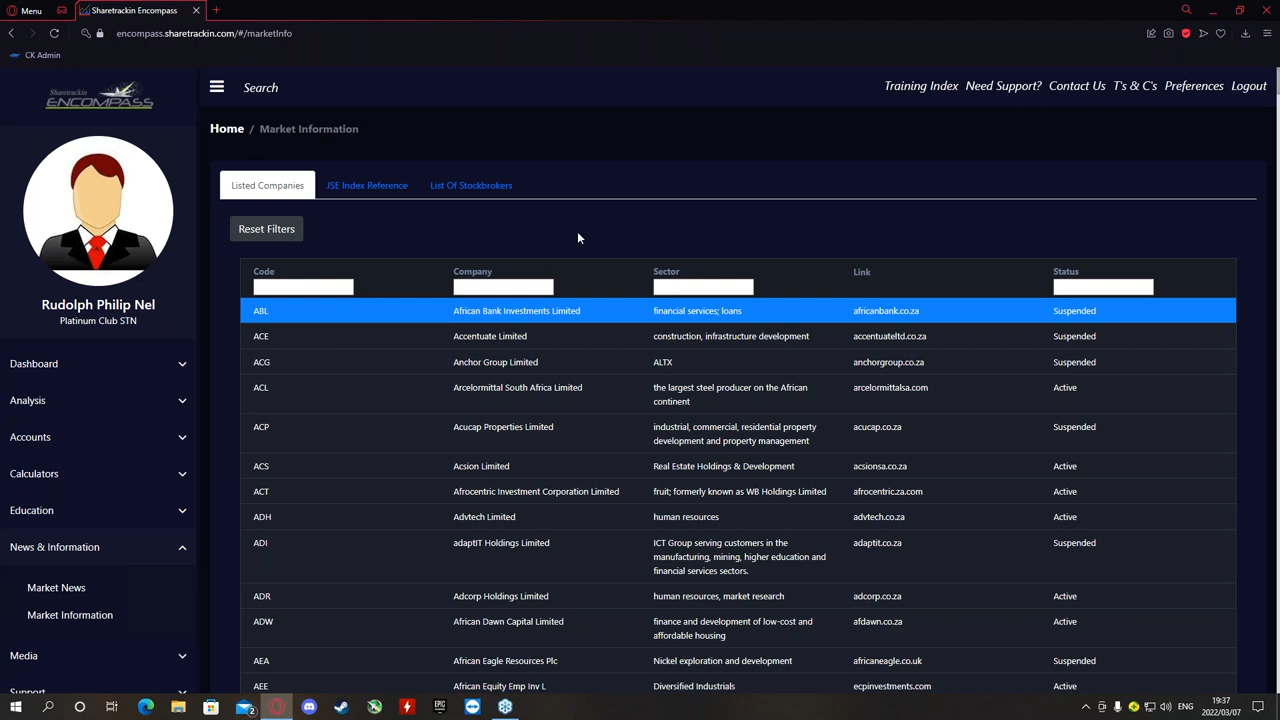 Menu
Sharetrackin Encompass
encompass.sharetrackin.com/#/marketInfo
CK Admin
Sharetrackin
ENCOMPASS
Search
Training Index Need Support? Contact Us T's & C's Preferences Logout
Home / Market Information
Listed Companies JSE Index Reference List Of Stockbrokers
Reset Filters
Rudolph Philip Nel
Platinum Club STN
Dashboard
Analysis
Accounts
Calculators
Education
News & Information
Market News
Market Information
Media
Support
Code Company Sector Link Status
ABL African Bank Investments Limited financial services; loans africanbank.co.za Suspended
ACE Accentuate Limited construction, infrastructure development accentuateltd.co.za Suspended
ACG Anchor Group Limited ALTX anchorgroup.co.za Suspended
ACL Arcelormittal South Africa Limited the largest steel producer on the African arcelormittalsa.com Active
continent
ACP Acucap Properties Limited industrial, commercial, residential property acucap.co.za Suspended
development and property management
ACS Acsion Limited Real Estate Holdings & Development acsionsa.co.za Active
ACT Afrocentric Investment Corporation Limited fruit; formerly known as WB Holdings Limited afrocentric.za.com Active
ADH Advtech Limited human resources advtech.co.za Active
ADI adaptIT Holdings Limited ICT Group serving customers in the adaptit.co.za Suspended
manufacturing, mining, higher education and
financial services sectors.
ADR Adcorp Holdings Limited human resources, market research adcorp.co.za Active
ADW African Dawn Capital Limited finance and development of low-cost and afdawn.co.za Active
affordable housing
AEA African Eagle Resources Plc Nickel exploration and development africaneagle.co.uk Suspended
AEE African Equity Emp Inv L Diversified Industrials ecpinvestments.com Active
2
EPIC
ENG
19:37
2022/03/07